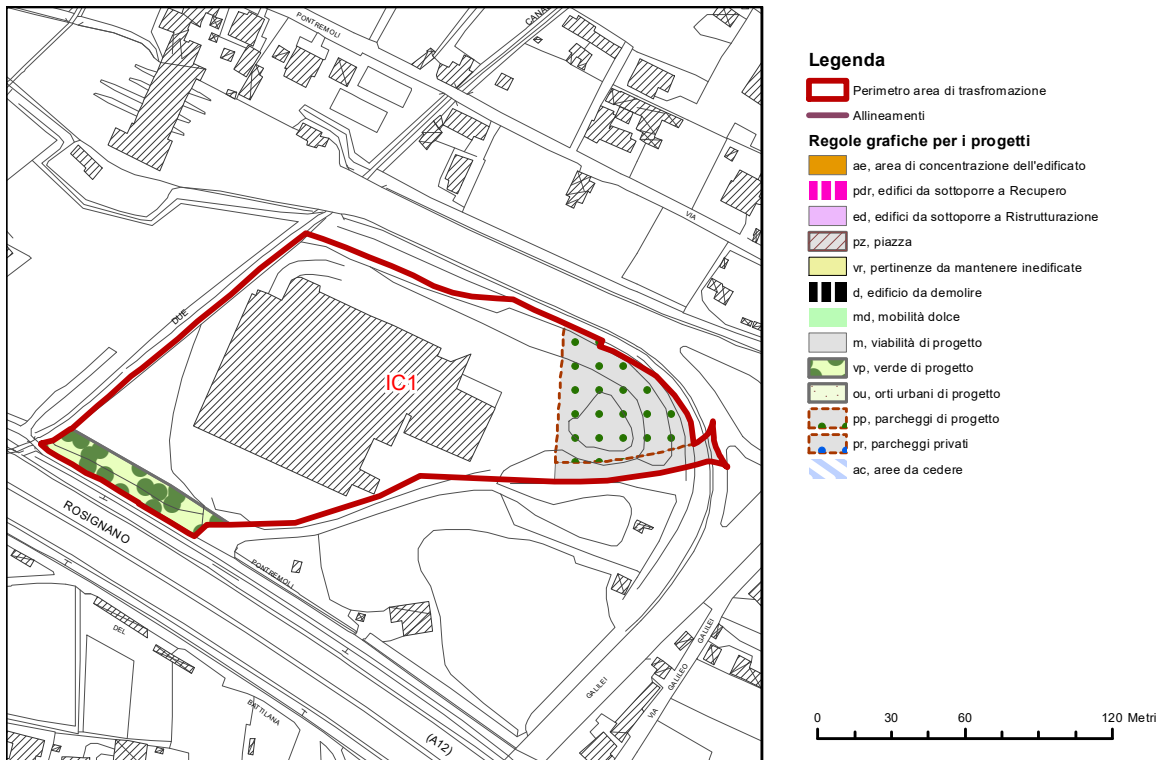 PONTREMOLI
CANA
VIA
DUE
IC1
ROSIGNANO
PONTREMOLI
DEL
BATTILANA
(A12)
GALILEI
VIA GALILEO GALILEI
Legenda
Perimetro area di trasfromazione
Allineamenti
Regole grafiche per i progetti
ae, area di concentrazione dell'edificato
pdr, edifici da sottoporre a Recupero
ed, edifici da sottoporre a Ristrutturazione
pz, piazza
vr, pertinenze da mantenere inedificate
d, edificio da demolire
md, mobilità dolce
m, viabilità di progetto
vp, verde di progetto
ou, orti urbani di progetto
pp, parcheggi di progetto
pr, parcheggi privati
ac, aree da cedere
0 30 60 120 Metri